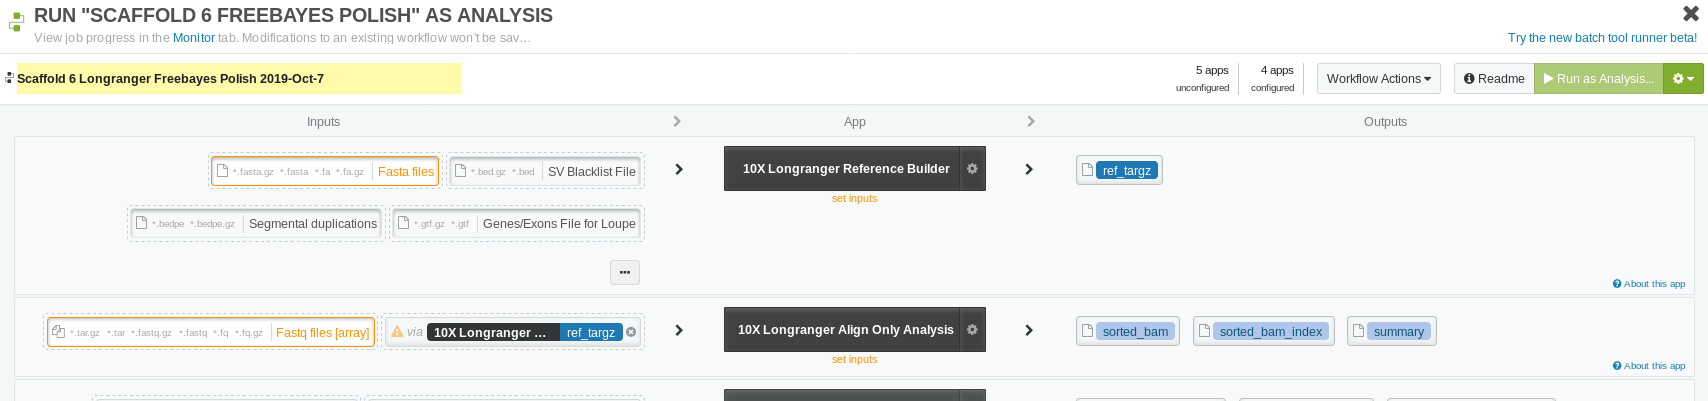 RUN "SCAFFOLD 6 FREEBAYES POLISH" AS ANALYSIS
View job progress in the Monitor tab. Modifications to an existing workflow won't be sav…
Try the new batch tool runner beta!
Scaffold 6 Longranger Freebayes Polish 2019-Oct-7
5 apps
unconfigured
4 apps
configured
Workflow Actions
Readme
Run as Analysis...
Inputs
App
Outputs
*.fasta.gz *.fasta *.fa *.fa.gz Fasta files
*.bed.gz *.bed SV Blacklist File
10X Longranger Reference Builder
set inputs
ref_targz
*.bedpe *.bedpe.gz Segmental duplications
*.gtf.gz *.gtf Genes/Exons File for Loupe
About this app
*.tar.gz *.tar *.fastq.gz *.fastq *.fq *.fq.gz Fastq files [array]
via 10X Longranger ... ref_targz
10X Longranger Align Only Analysis
set inputs
sorted_bam
sorted_bam_index
summary
About this app